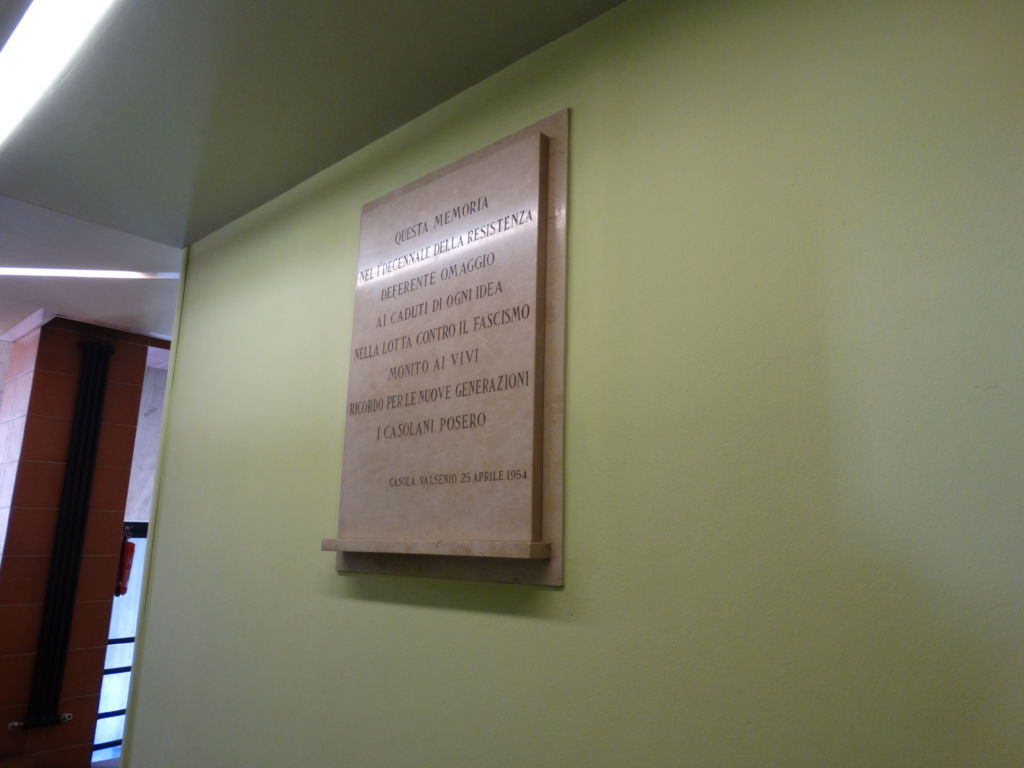 QUESTA MEMORIA
NEL 1° DECENNALE DELLA RESISTENZA
DEFERENTE OMAGGIO
AI CADUTI DI OGNI IDEA
NELLA LOTTA CONTRO IL FASCISMO
MONITO AI VIVI
RICORDO PER LE NUOVE GENERAZIONI
I CASOLANI POSERO
CASOLA VALSENIO 25 APRILE 1954